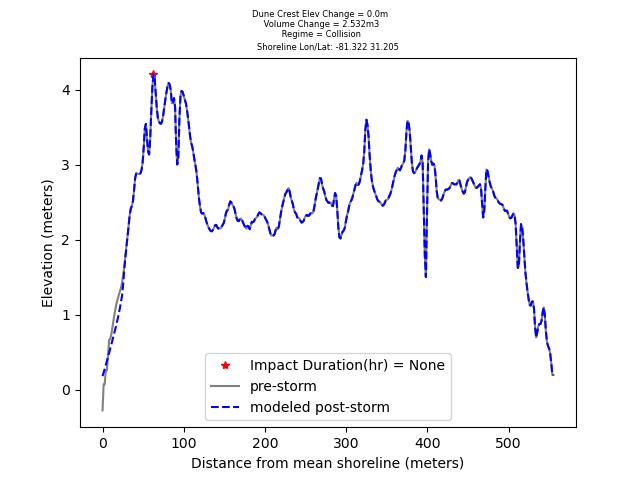 Dune Crest Elev Change = 0.0m
Volume Change = 2.532m3
Regime = Collision
Shoreline Lon/Lat: -81.322 31.205
4
3
2
1
0
Elevation (meters)
Impact Duration(hr) = None
pre-storm
modeled post-storm
0
100
200
300
400
500
Distance from mean shoreline (meters)